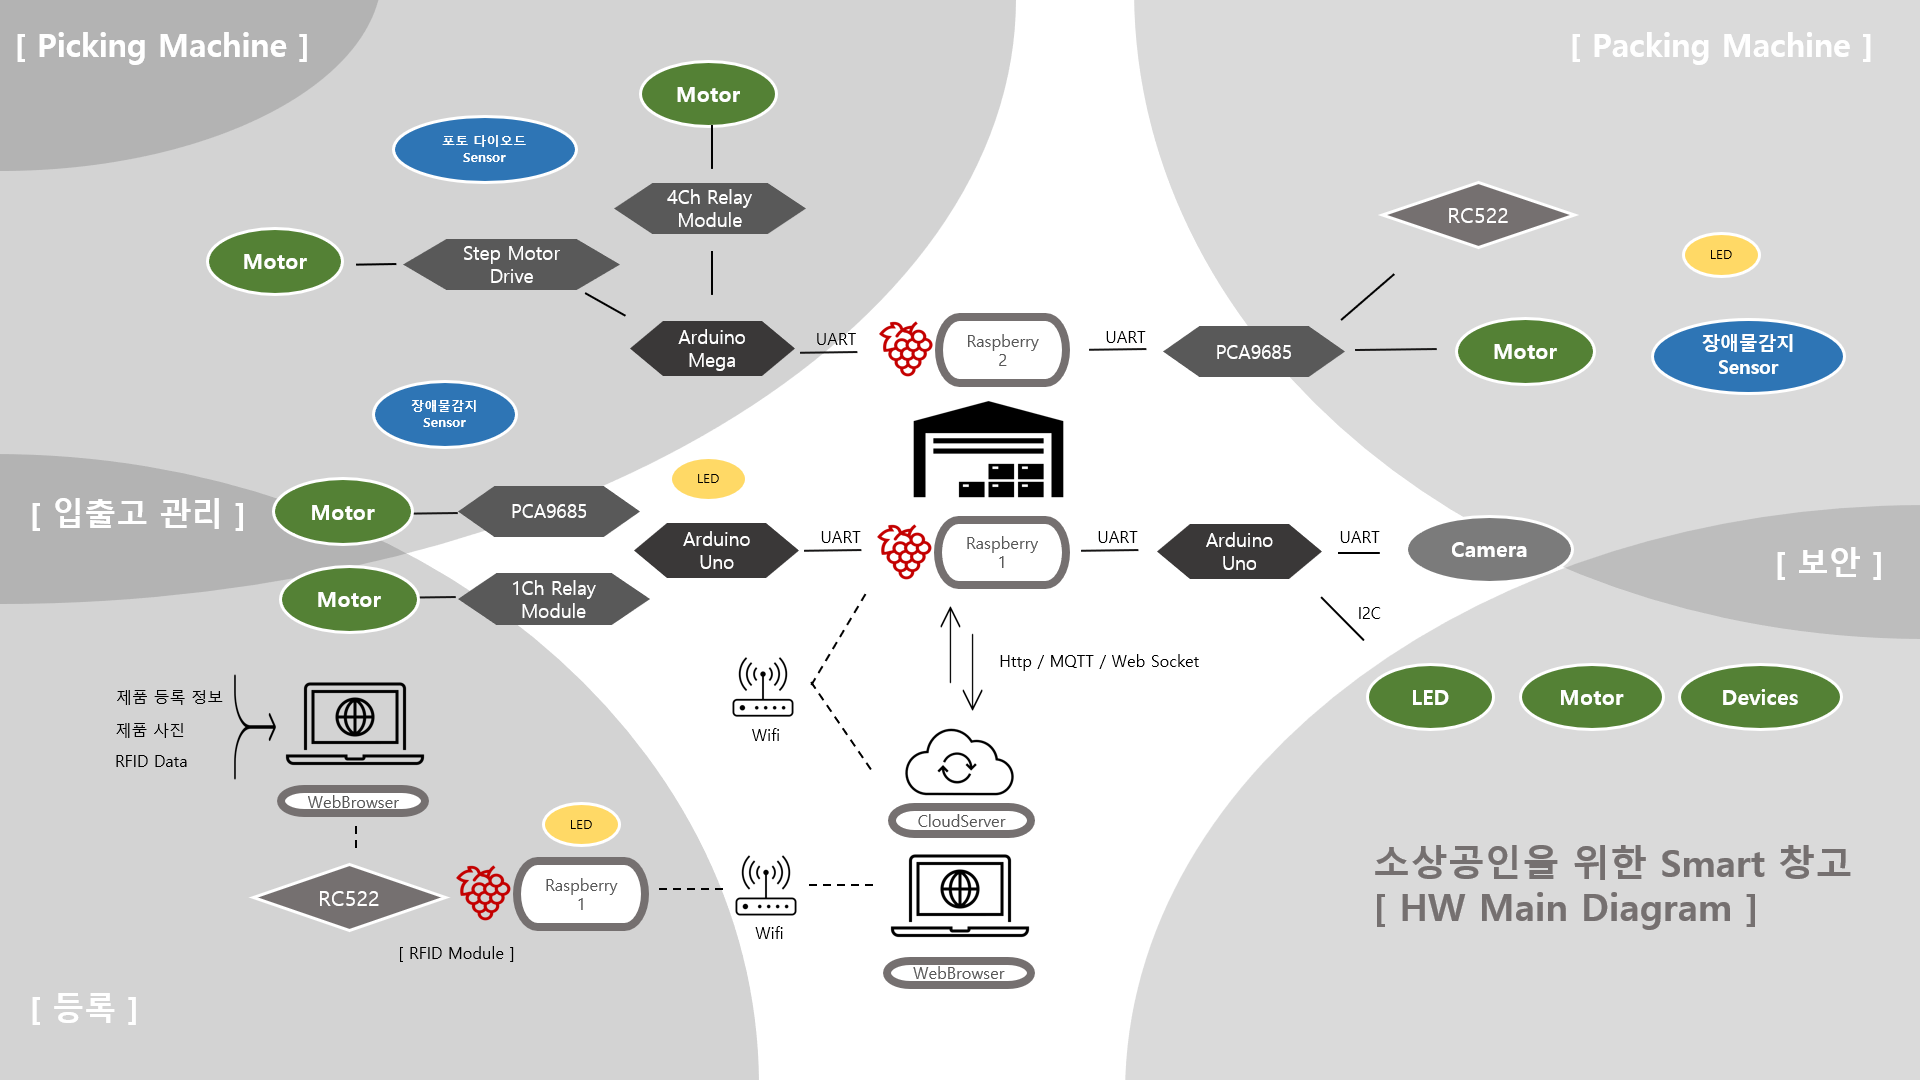 [ Picking Machine ]
[ Packing Machine ]
Motor
포토 다이오드
Sensor
4Ch Relay
Module
RC522
LED
Motor
Step Motor
Drive
Arduino
Mega
UART
Raspberry
2
UART
PCA9685
Motor
장애물감지
Sensor
장애물감지
Sensor
[ 입출고 관리 ]
Motor
PCA9685
LED
Arduino
Uno
UART
Raspberry
1
UART
Arduino
Uno
UART
Camera
[ 보안 ]
Motor
1Ch Relay
Module
I2C
Http / MQTT / Web Socket
LED
Motor
Devices
제품 등록 정보
제품 사진
RFID Data
Wifi
WebBrowser
CloudServer
LED
RC522
Raspberry
1
Wifi
WebBrowser
[ RFID Module ]
소상공인을 위한 Smart 창고
[ HW Main Diagram ]
[ 등록 ]